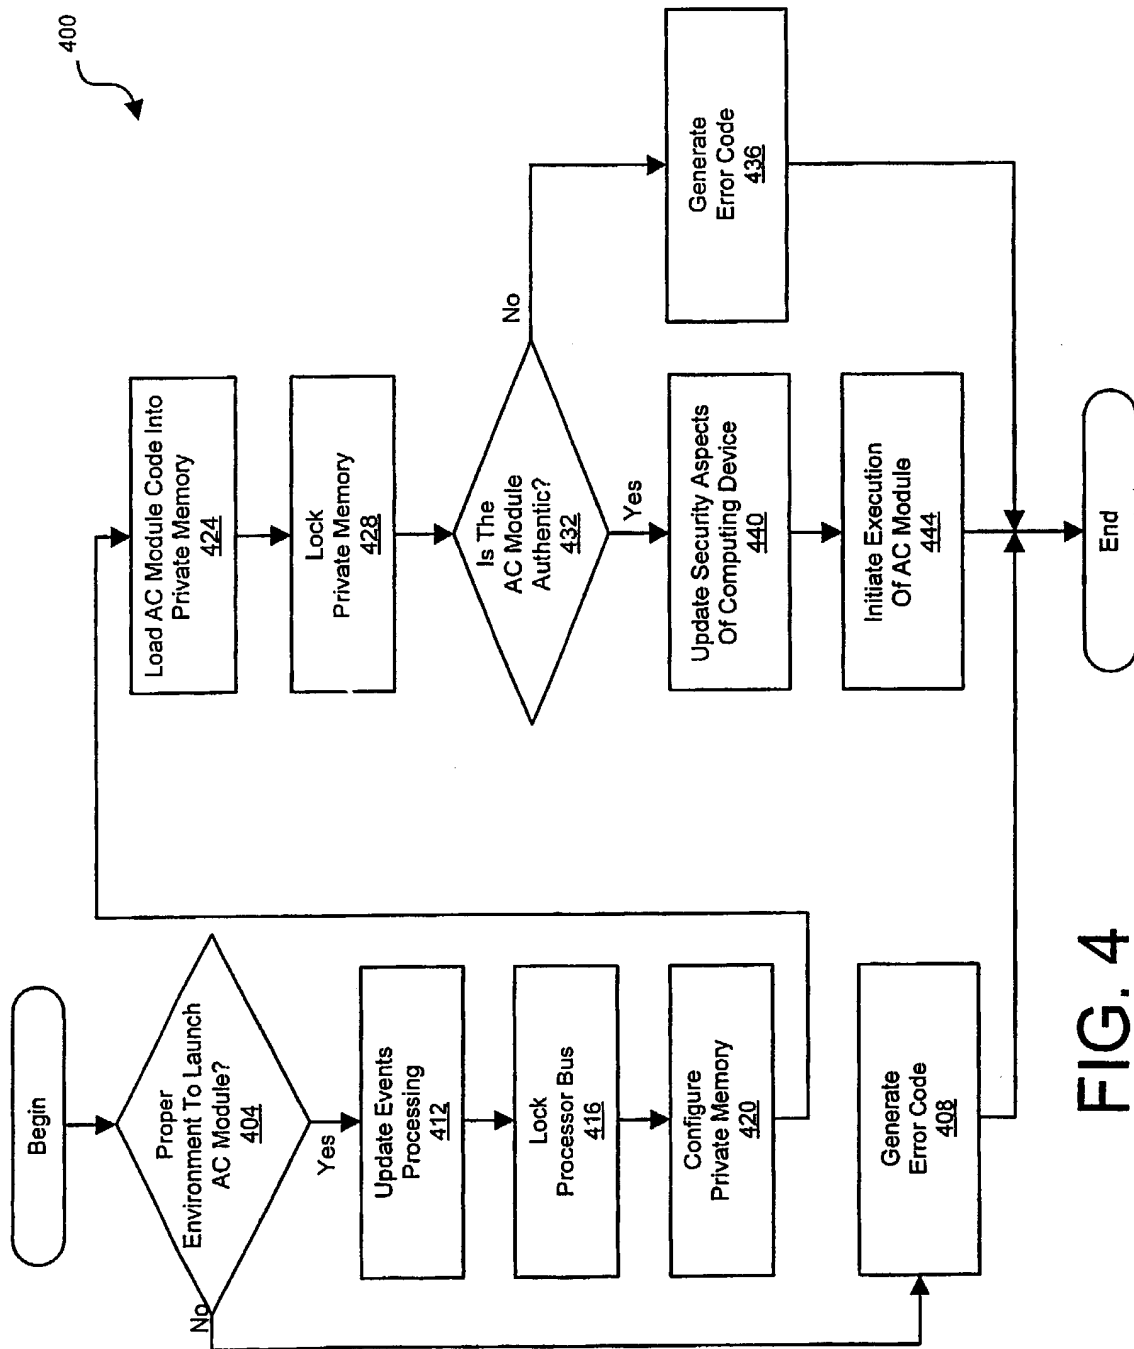 400
Begin
Proper
Environment To Launch
AC Module?
404
No
Yes
Update Events
Processing
412
Lock
Processor Bus
416
Configure
Private Memory
420
Generate
Error Code
408
Load AC Module Code Into
Private Memory
424
Lock
Private Memory
428
Is The
AC Module
Authentic?
432
No
Yes
Generate
Error Code
436
Update Security Aspects
Of Computing Device
440
Initiate Execution
Of AC Module
444
End
FIG. 4